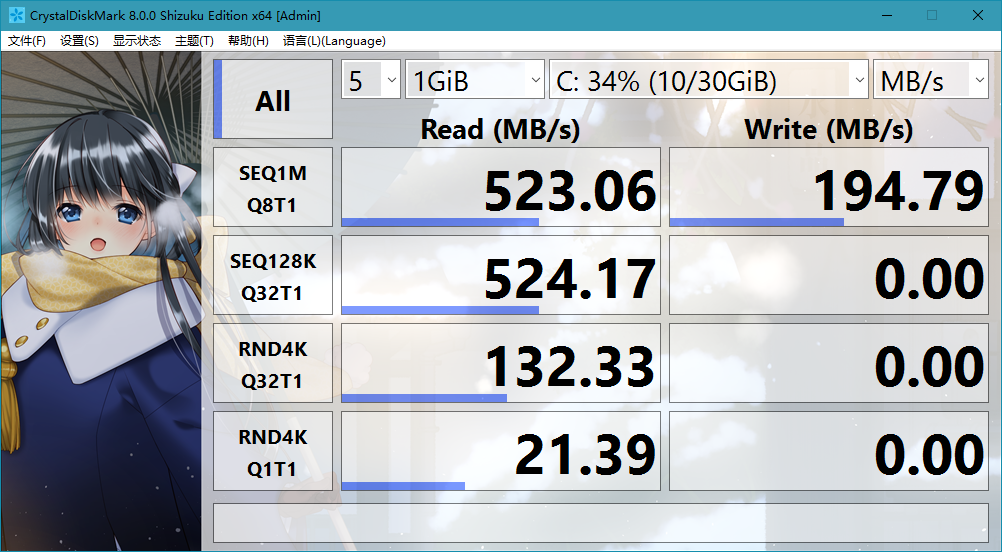 CrystalDiskMark 8.0.0 Shizuku Edition x64 [Admin]
文件(F) 设置(S) 显示状态 主题(T) 帮助(H) 语言(L)(Language)
All 5 1GiB C: 34% (10/30GiB) MB/s
Read (MB/s) Write (MB/s)
SEQ1M
Q8T1
523.06 194.79
SEQ128K
Q32T1
524.17 0.00
RND4K
Q32T1
132.33 0.00
RND4K
Q1T1
21.39 0.00